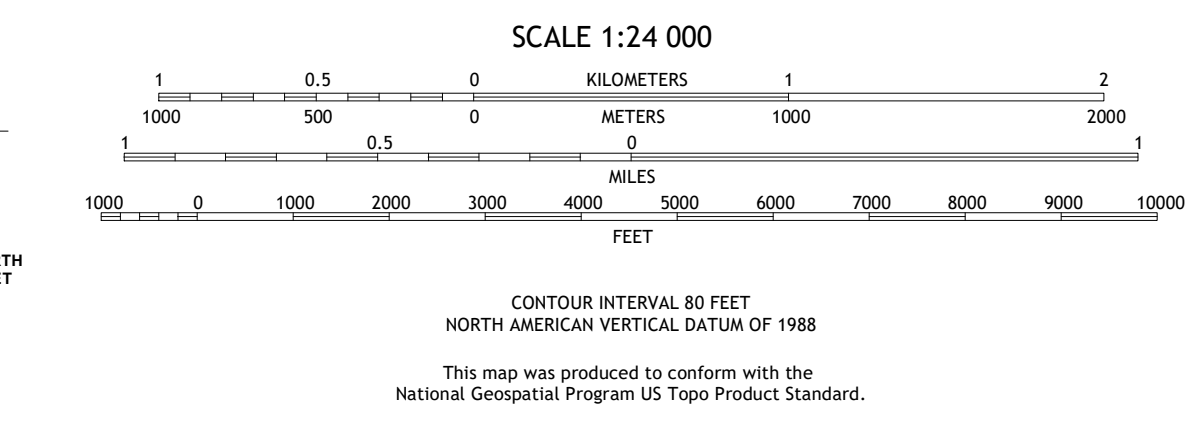 SCALE 1:24 000
1 0.5 0 KILOMETERS 1 2
1000 500 0 METERS 1000 2000
1 0.5 0 1
MILES
1000 0 1000 2000 3000 4000 5000 6000 7000 8000 9000 10000
FEET
TH
ET
CONTOUR INTERVAL 80 FEET
NORTH AMERICAN VERTICAL DATUM OF 1988
This map was produced to conform with the
National Geospatial Program US Topo Product Standard.